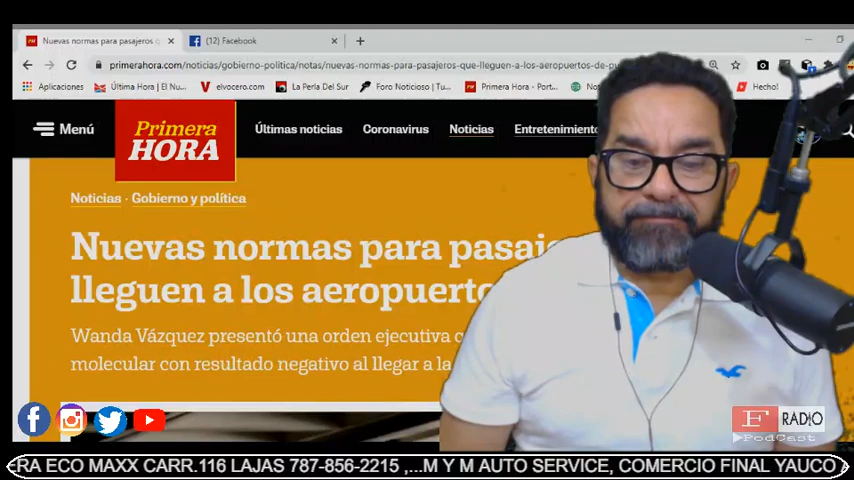 Nuevas normas para pasajeros
(12) Facebook
primerahora.com/noticias/gobierno-politica/notas/nuevas-normas-para-pasajeros-que-lleguen-a-los-aeropuertos-de-pu
Aplicaciones
Última Hora | El Nu...
elvocero.com
La Perla Del Sur
Foro Noticioso | Tu...
Primera Hora - Port...
Not
Hecho!
Menú
Primera
HORA
Últimas noticias
Coronavirus
Noticias
Entretenimiento
Noticias · Gobierno y política
Nuevas normas para pasaje
lleguen a los aeropuerto
Wanda Vázquez presentó una orden ejecutiva
molecular con resultado negativo al llegar a la
F RADIO
PodCast
ERA ECO MAXX CARR.116 LAJAS 787-856-2215 ,...M Y M AUTO SERVICE, COMERCIO FINAL YAUCO